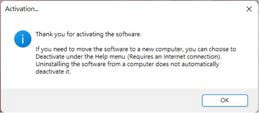 Activation...
Thank you for activating the software.
If you need to move the software to a new computer, you can choose to
Deactivate under the Help menu (Requires an Internet connection).
Uninstalling the software from a computer does not automatically
deactivate it.
OK